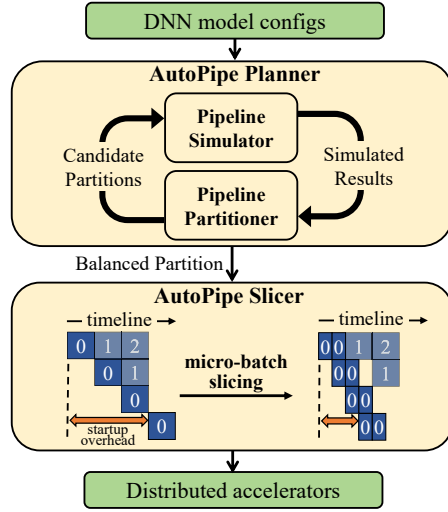 DNN model configs
AutoPipe Planner
Pipeline
Simulator
Candidate
Partitions
Simulated
Results
Pipeline
Partitioner
Balanced Partition
AutoPipe Slicer
timeline
timeline
0 1 2
0 1
0
0
startup
overhead
micro-batch
slicing
0 0 1 2
0 0 1
0 0
0 0
Distributed accelerators